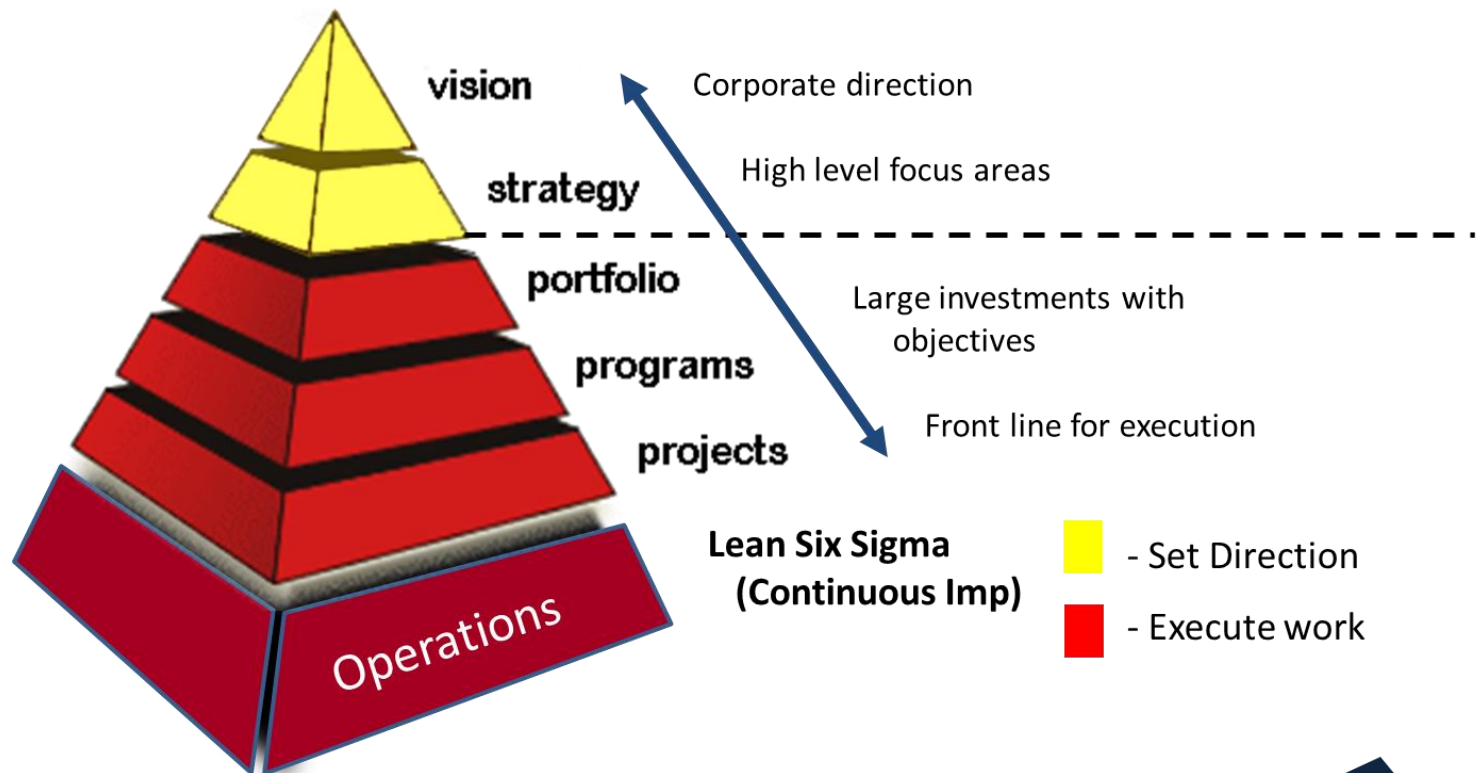 vision
Corporate direction
High level focus areas
strategy
portfolio
Large investments with
objectives
programs
Front line for execution
projects
Lean Six Sigma
(Continuous Imp)
- Set Direction
- Execute work
Operations